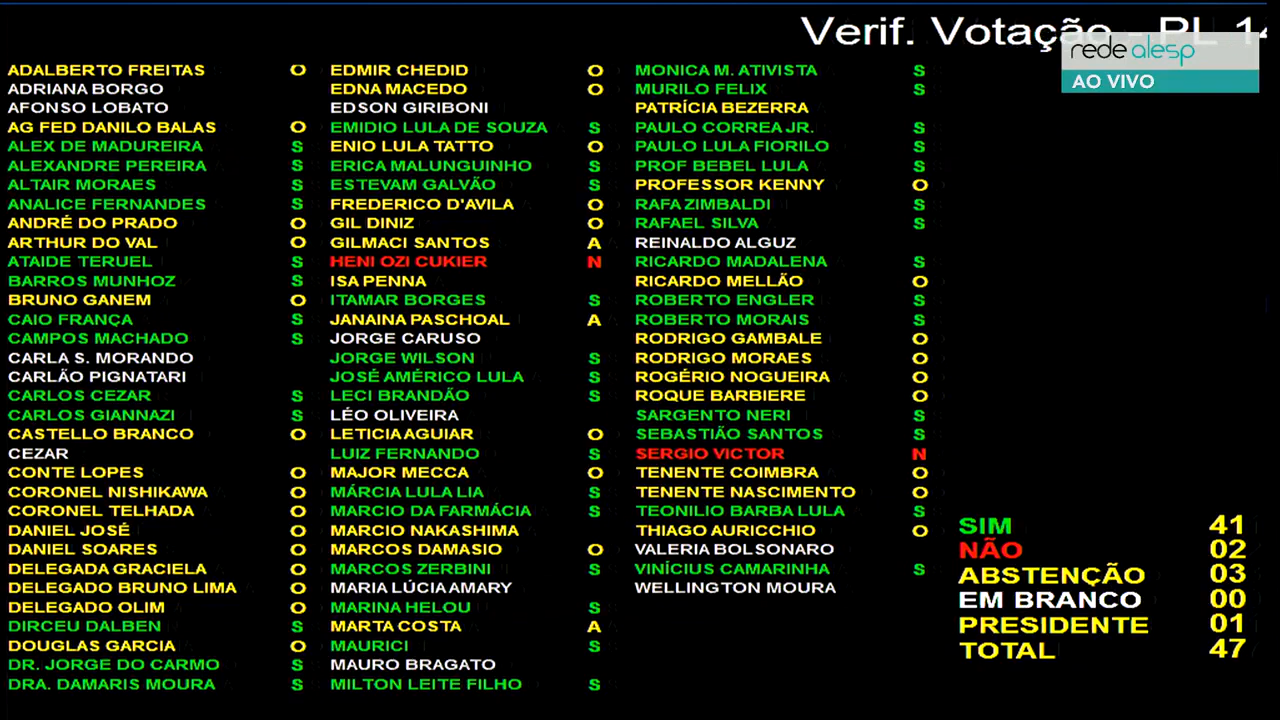 Verif. Votação - PL 14
rede alesp
AO VIVO
ADALBERTO FREITAS O
ADRIANA BORGO
AFONSO LOBATO
AG FED DANILO BALAS O
ALEX DE MADUREIRA S
ALEXANDRE PEREIRA S
ALTAIR MORAES S
ANALICE FERNANDES S
ANDRÉ DO PRADO O
ARTHUR DO VAL O
ATAIDE TERUEL S
BARROS MUNHOZ S
BRUNO GANEM O
CAIO FRANÇA S
CAMPOS MACHADO S
CARLA S. MORANDO
CARLÃO PIGNATARI
CARLOS CEZAR S
CARLOS GIANNAZI S
CASTELLO BRANCO O
CEZAR
CONTE LOPES O
CORONEL NISHIKAWA O
CORONEL TELHADA O
DANIEL JOSÉ O
DANIEL SOARES O
DELEGADA GRACIELA O
DELEGADO BRUNO LIMA O
DELEGADO OLIM O
DIRCEU DALBEN S
DOUGLAS GARCIA O
DR. JORGE DO CARMO S
DRA. DAMARIS MOURA S
EDMIR CHEDID O
EDNA MACEDO O
EDSON GIRIBONI
EMIDIO LULA DE SOUZA S
ENIO LULA TATTO O
ERICA MALUNGUINHO S
ESTEVAM GALVÃO S
FREDERICO D'AVILA O
GIL DINIZ O
GILMACI SANTOS A
HENI OZI CUKIER N
ISA PENNA
ITAMAR BORGES S
JANAINA PASCHOAL A
JORGE CARUSO
JORGE WILSON S
JOSÉ AMÉRICO LULA S
LECI BRANDÃO S
LÉO OLIVEIRA
LETICIA AGUIAR O
LUIZ FERNANDO S
MAJOR MECCA O
MÁRCIA LULA LIA S
MARCIO DA FARMÁCIA S
MARCIO NAKASHIMA
MARCOS DAMASIO O
MARCOS ZERBINI S
MARIA LÚCIA AMARY
MARINA HELOU S
MARTA COSTA A
MAURICI S
MAURO BRAGATO
MILTON LEITE FILHO S
MONICA M. ATIVISTA S
MURILO FELIX S
PATRÍCIA BEZERRA
PAULO CORREA JR. S
PAULO LULA FIORILO S
PROF BEBEL LULA S
PROFESSOR KENNY O
RAFA ZIMBALDI S
RAFAEL SILVA S
REINALDO ALGUZ
RICARDO MADALENA S
RICARDO MELLÃO O
ROBERTO ENGLER S
ROBERTO MORAIS S
RODRIGO GAMBALE O
RODRIGO MORAES O
ROGÉRIO NOGUEIRA O
ROQUE BARBIERE O
SARGENTO NERI S
SEBASTIÃO SANTOS S
SERGIO VICTOR N
TENENTE COIMBRA O
TENENTE NASCIMENTO O
TEONILIO BARBA LULA S
THIAGO AURICCHIO O
VALERIA BOLSONARO
VINÍCIUS CAMARINHA S
WELLINGTON MOURA
SIM 41
NÃO 02
ABSTENÇÃO 03
EM BRANCO 00
PRESIDENTE 01
TOTAL 47